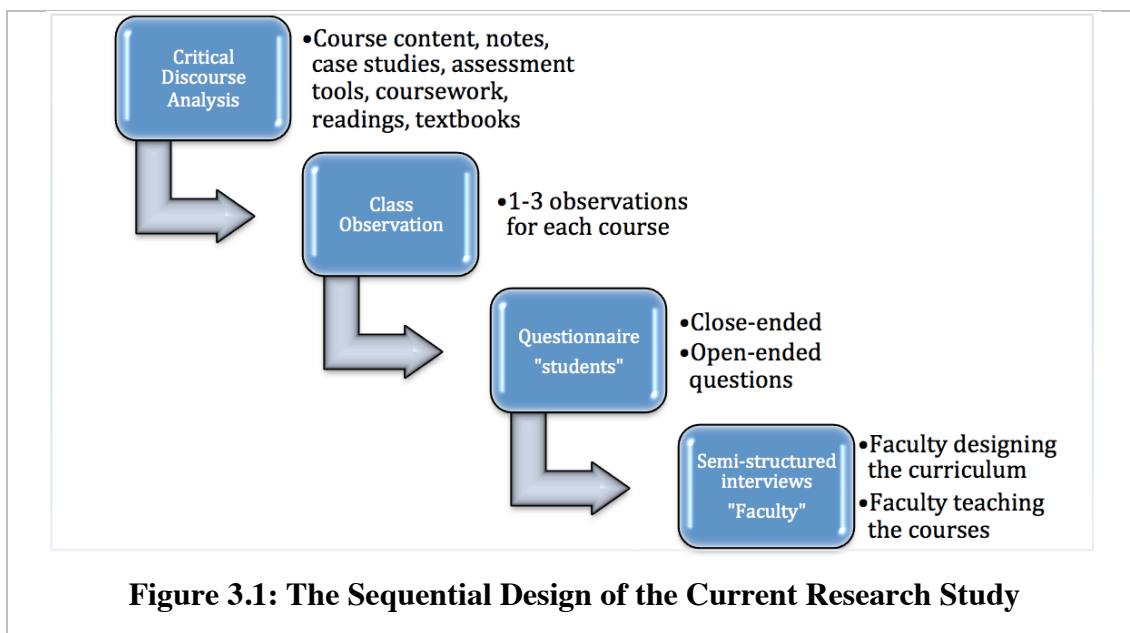 Critical
Discourse
Analysis
•Course content, notes,
case studies, assessment
tools, coursework,
readings, textbooks
Class
Observation
•1-3 observations
for each course
Questionnaire
"students"
•Close-ended
•Open-ended
questions
Semi-structured
interviews
"Faculty"
•Faculty designing
the curriculum
•Faculty teaching
the courses
Figure 3.1: The Sequential Design of the Current Research Study